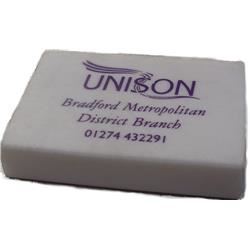 UNISON
Bradford Metropolitan
District Branch
01274 432291